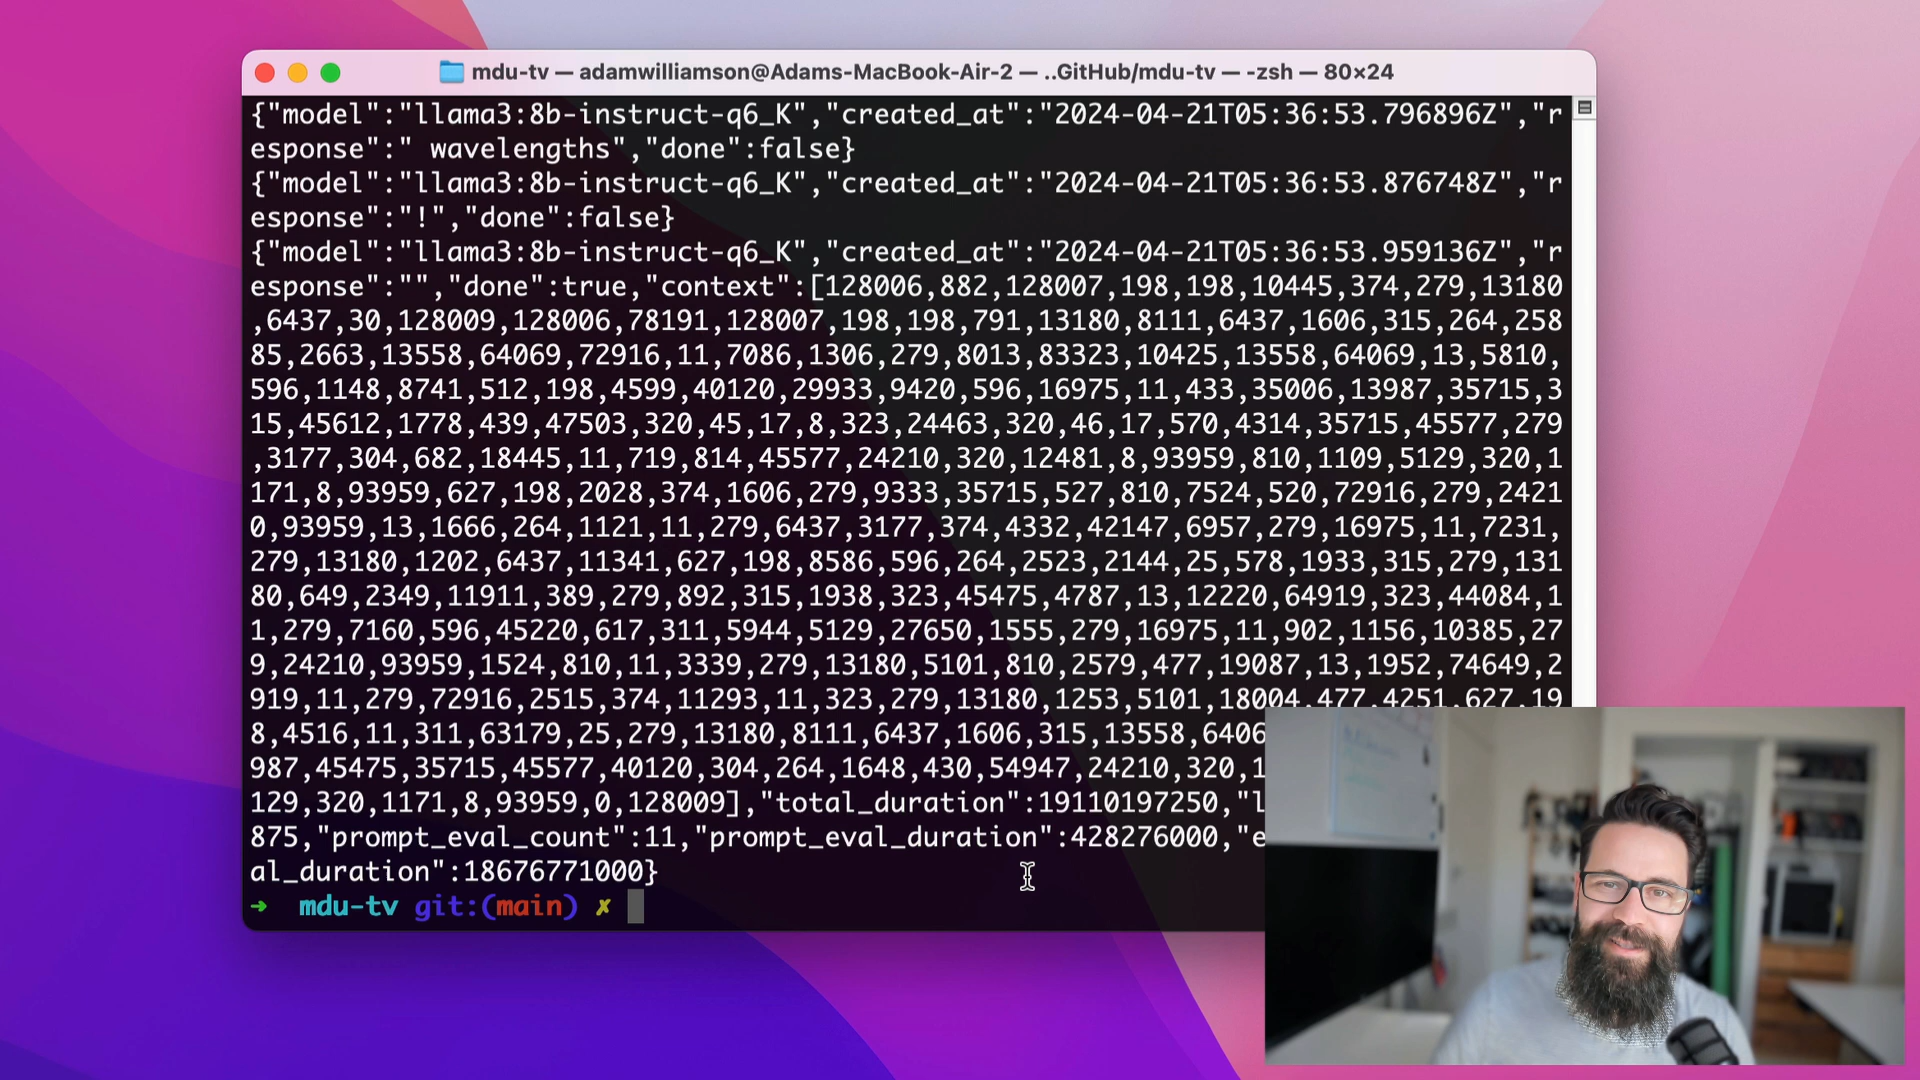 mdu-tv — adamwilliamson@Adams-MacBook-Air-2 — ..GitHub/mdu-tv — -zsh — 80×24
{"model":"llama3:8b-instruct-q6_K","created_at":"2024-04-21T05:36:53.796896Z","r
esponse":" wavelengths","done":false}
{"model":"llama3:8b-instruct-q6_K","created_at":"2024-04-21T05:36:53.876748Z","r
esponse":"!","done":false}
{"model":"llama3:8b-instruct-q6_K","created_at":"2024-04-21T05:36:53.959136Z","r
esponse":"","done":true,"context":[128006,882,128007,198,198,10445,374,279,13180
,6437,30,128009,128006,78191,128007,198,198,791,13180,8111,6437,1606,315,264,258
85,2663,13558,64069,72916,11,7086,1306,279,8013,83323,10425,13558,64069,13,5810,
596,1148,8741,512,198,4599,40120,29933,9420,596,16975,11,433,35006,13987,35715,3
15,45612,1778,439,47503,320,45,17,8,323,24463,320,46,17,570,4314,35715,45577,279
,3177,304,682,18445,11,719,814,45577,24210,320,12481,8,93959,810,1109,5129,320,1
171,8,93959,627,198,2028,374,1606,279,9333,35715,527,810,7524,520,72916,279,2421
0,93959,13,1666,264,1121,11,279,6437,3177,374,4332,42147,6957,279,16975,11,7231,
279,13180,1202,6437,11341,627,198,8586,596,264,2523,2144,25,578,1933,315,279,131
80,649,2349,11911,389,279,892,315,1938,323,45475,4787,13,12220,64919,323,44084,1
1,279,7160,596,45220,617,311,5944,5129,27650,1555,279,16975,11,902,1156,10385,27
9,24210,93959,1524,810,11,3339,279,13180,5101,810,2579,477,19087,13,1952,74649,2
919,11,279,72916,2515,374,11293,11,323,279,13180,1253,5101,18004,477,4251,627,19
8,4516,11,311,63179,25,279,13180,8111,6437,1606,315,13558,6406
987,45475,35715,45577,40120,304,264,1648,430,54947,24210,320,1
129,320,1171,8,93959,0,128009],"total_duration":19110197250,"l
875,"prompt_eval_count":11,"prompt_eval_duration":428276000,"e
al_duration":18676771000}
➜ mdu-tv git:(main) ✗